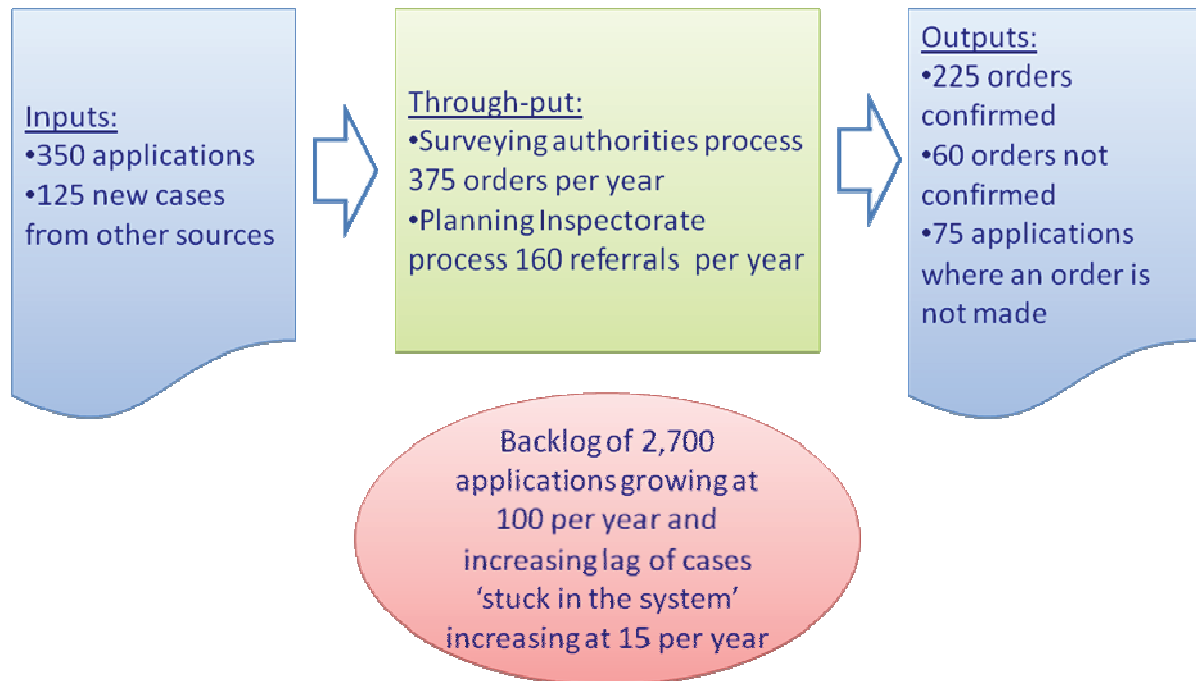 Inputs:
•350 applications
•125 new cases
from other sources
Through-put:
•Surveying authorities process
375 orders per year
•Planning Inspectorate
process 160 referrals per year
Outputs:
•225 orders
confirmed
•60 orders not
confirmed
•75 applications
where an order is
not made
Backlog of 2,700
applications growing at
100 per year and
increasing lag of cases
‘stuck in the system’
increasing at 15 per year